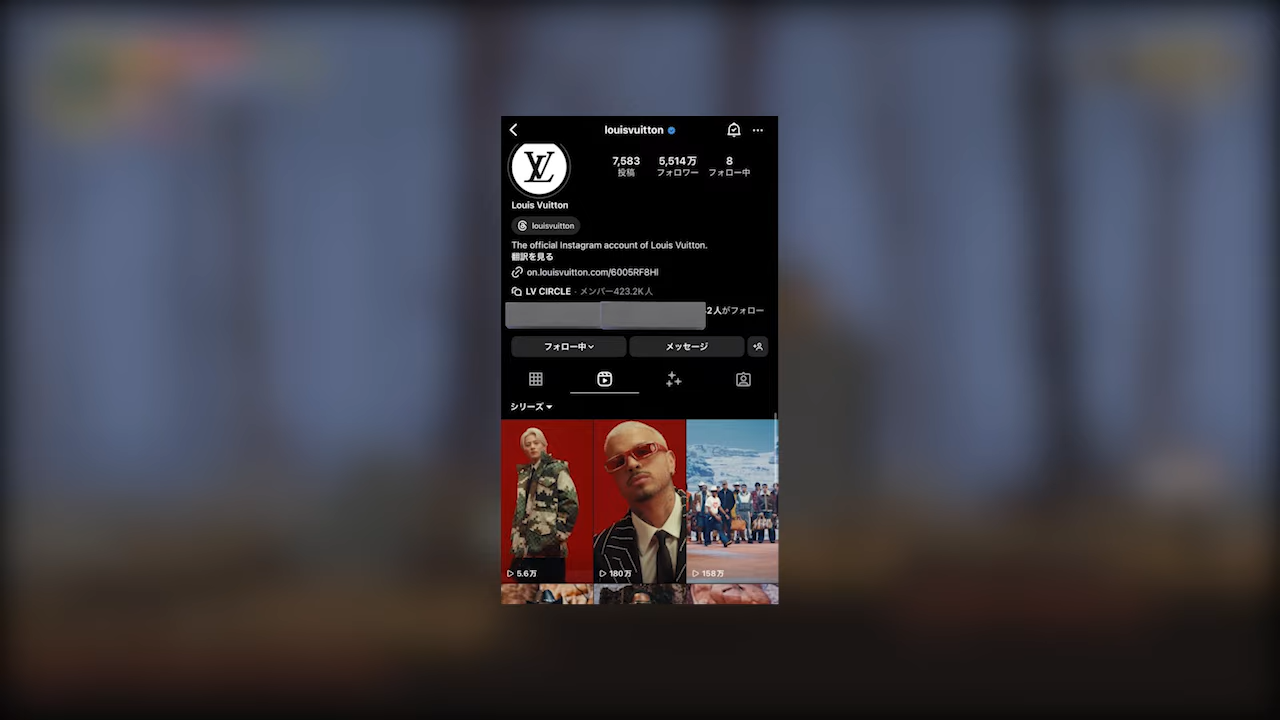 louisvuitton
7,583 5,514万 8
投稿 フォロワー フォロー中
Louis Vuitton
louisvuitton
The official Instagram account of Louis Vuitton.
翻訳を見る
on.louisvuitton.com/6005RF8Hl
LV CIRCLE · メンバー423.2K人
2人がフォロー
フォロー中 メッセージ
シリーズ
5.6万 180万 158万